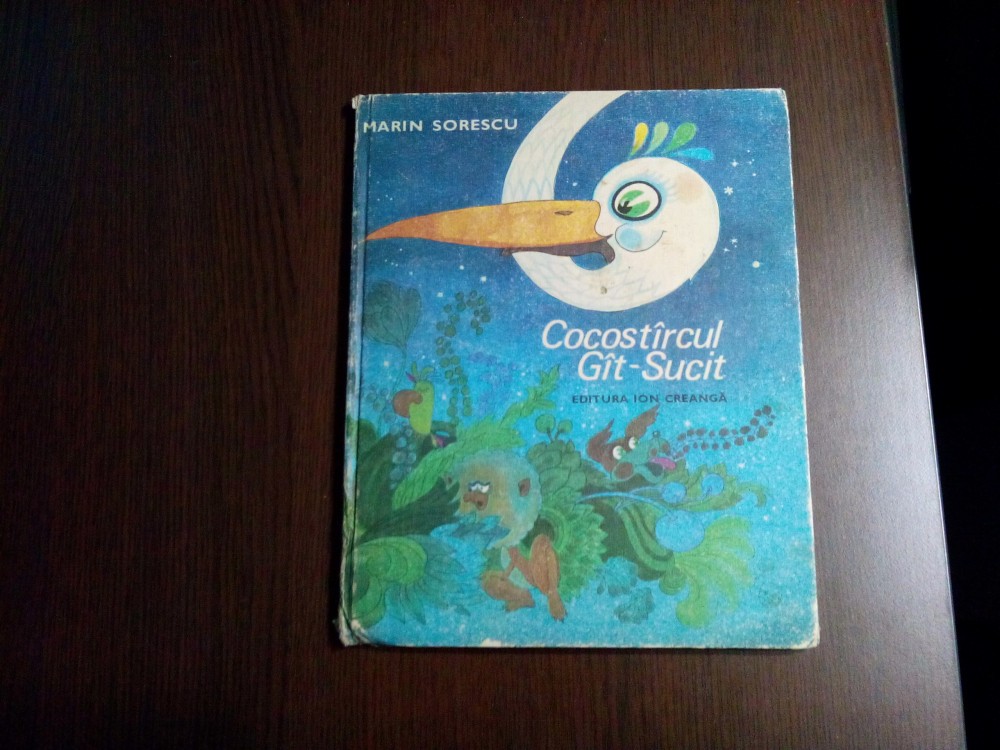 MARIN SORESCU
Cocostîrcul
Gît-Sucit
EDITURA ION CREANGĂ